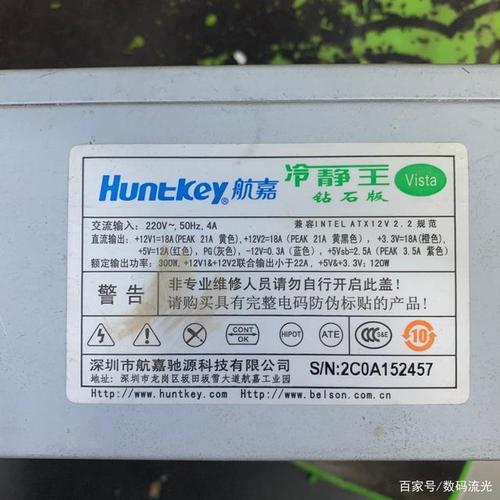 Huntkey® 航嘉 冷静王 钻石版 Vista
交流输入: 220V~, 50Hz, 4A 兼容INTEL ATX12V 2.2 规范
直流输出: +12V1=18A(PEAK 21A 黄色), +12V2=18A (PEAK 21A 黄黑色), +3.3V=18A(橙色),
+5V=12A(红色), PG(灰色), -12V=0.3A (蓝色), +5Vsb=2.5A (PEAK 3.5A 紫色)
额定输出功率: 300W, +12V1&+12V2联合输出小于22A, +5V&+3.3V: 120W
警告
非专业维修人员请勿自行开启此盖!
请购买具有完整电码防伪标贴的产品!
CONT OK HIPOT ATE CCC S&E 10
深圳市航嘉驰源科技有限公司 S/N:2C0A152457
地址: 深圳市龙岗区坂田坂雪大道航嘉工业园
Http://www.huntkey.com Http://www.belson.com.cn
百家号/数码流光